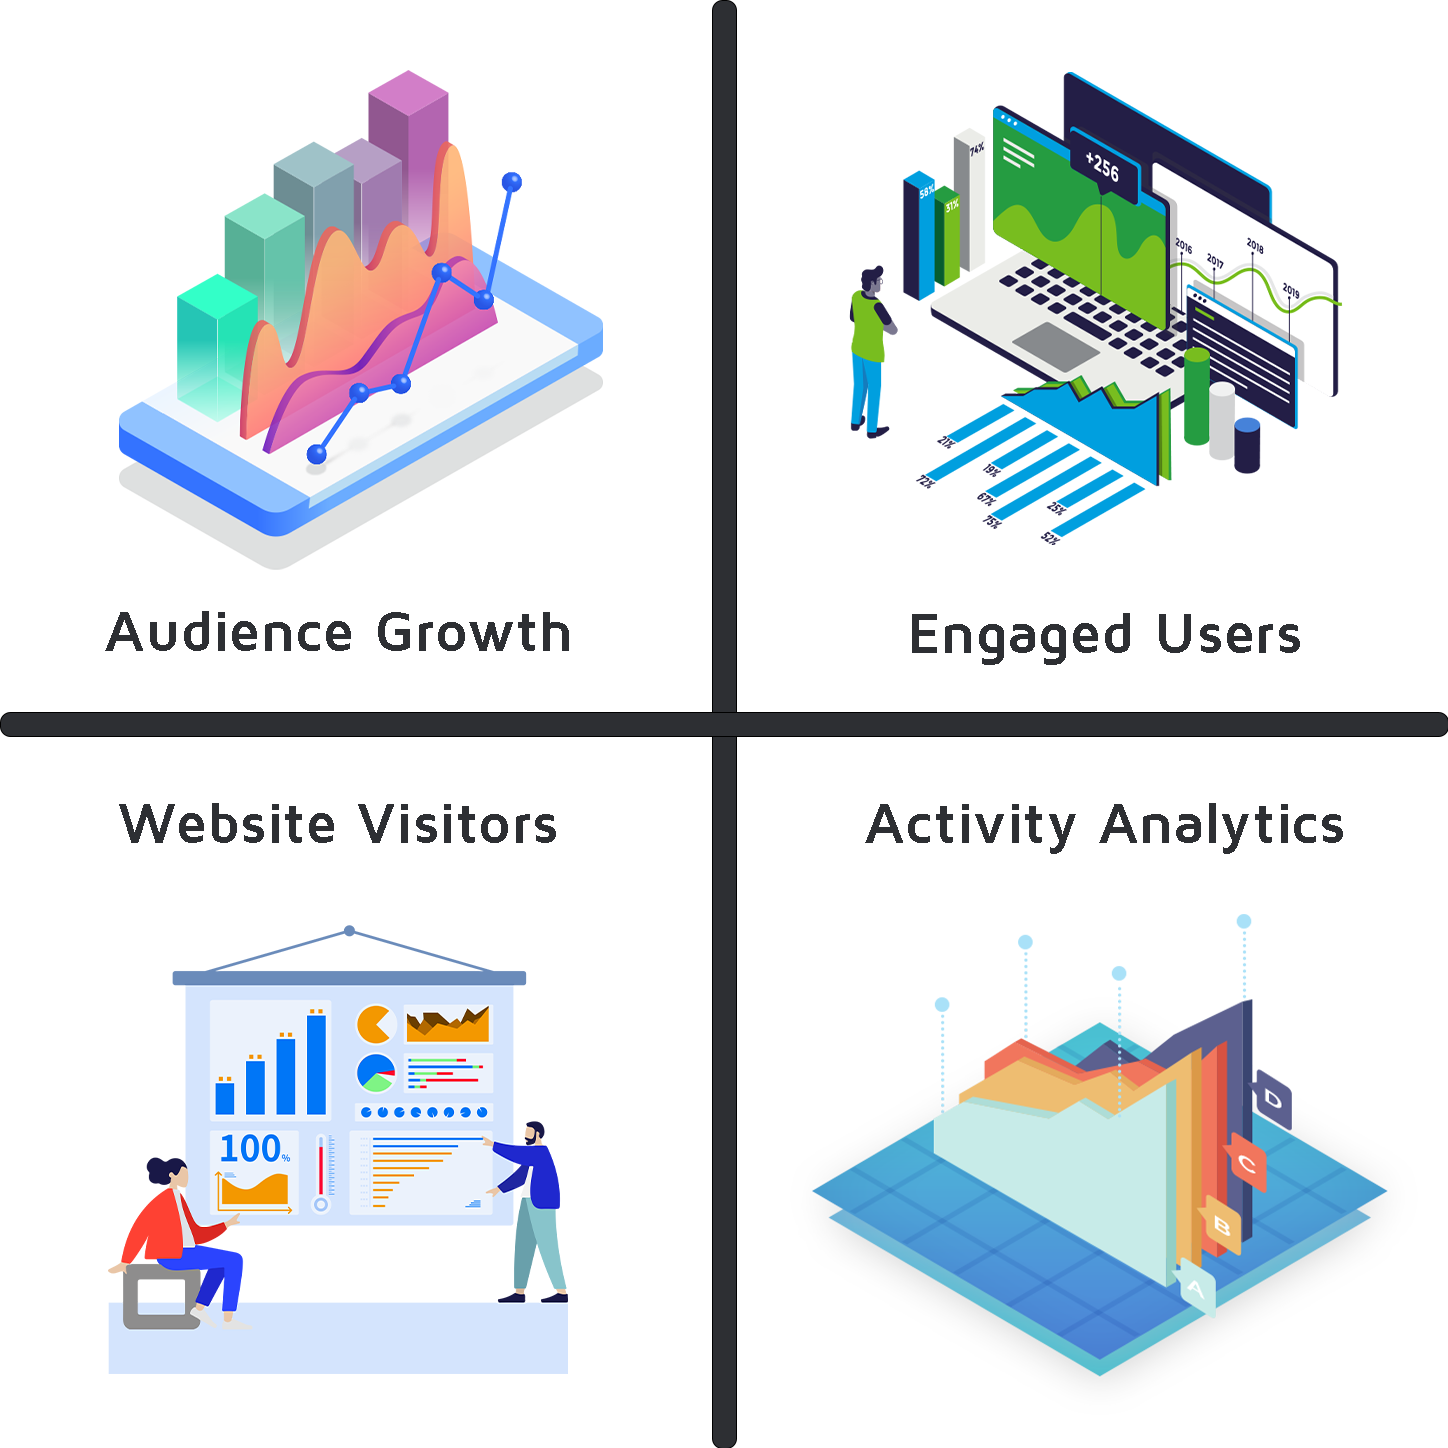 Audience Growth
74%
58%
31%
+256
2016
2017
2018
2019
21%
72%
19%
67%
75%
25%
52%
Engaged Users
Website Visitors
100%
Activity Analytics
D
C
B
A